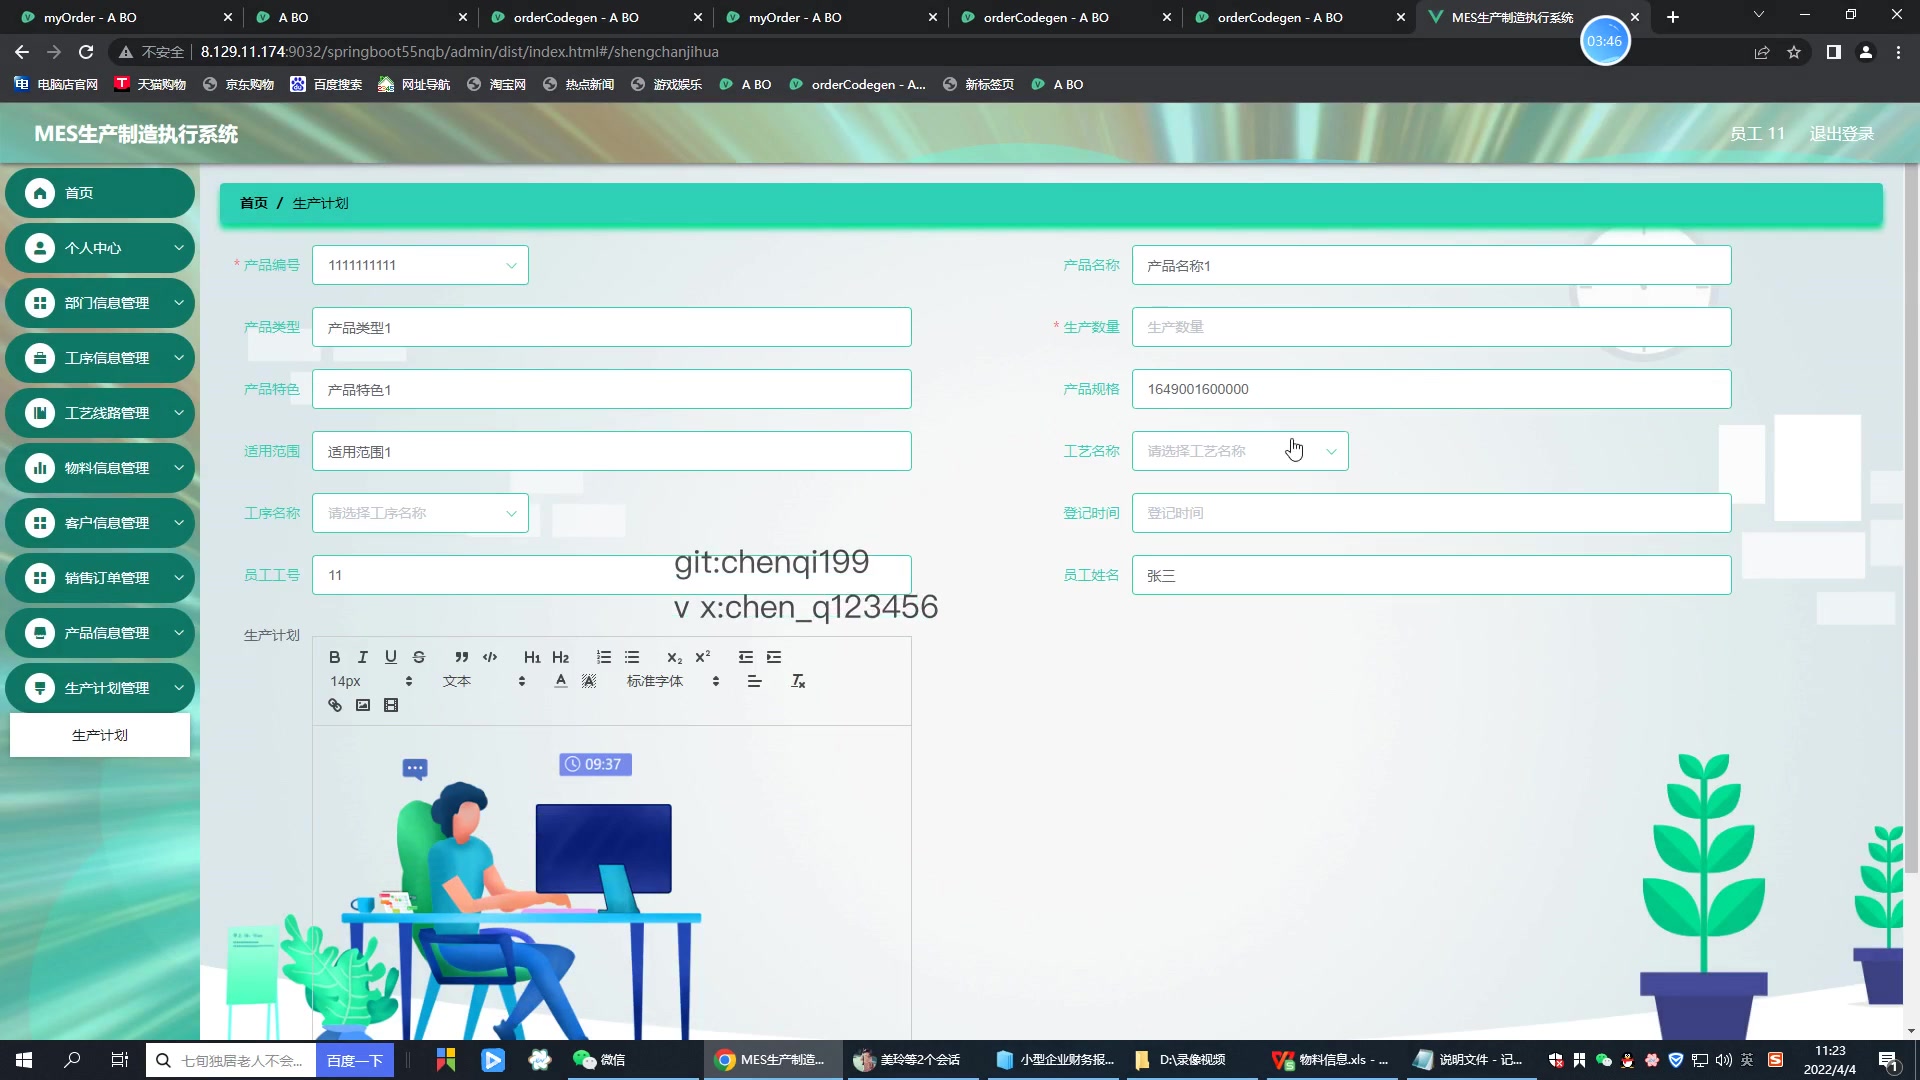 myOrder - A BO
A BO
orderCodegen - A BO
myOrder - A BO
orderCodegen - A BO
orderCodegen - A BO
MES生产制造执行系统
03:46
不安全
8.129.11.174:9032/springboot55nqb/admin/dist/index.html#/shengchanjihua
电脑店官网
天猫购物
京东购物
百度搜索
网址导航
淘宝网
热点新闻
游戏娱乐
A BO
orderCodegen - A...
新标签页
A BO
MES生产制造执行系统
员工 11
退出登录
首页
个人中心
部门信息管理
工序信息管理
工艺线路管理
物料信息管理
客户信息管理
销售订单管理
产品信息管理
生产计划管理
生产计划
首页 / 生产计划
* 产品编号
1111111111
产品名称
产品名称1
产品类型
产品类型1
* 生产数量
生产数量
产品特色
产品特色1
产品规格
1649001600000
适用范围
适用范围1
工艺名称
请选择工艺名称
工序名称
请选择工序名称
登记时间
登记时间
员工工号
11
员工姓名
张三
git:chenqi199
v x:chen_q123456
生产计划
14px
文本
标准字体
09:37
七旬独居老人不会...
百度一下
微信
MES生产制造...
美玲等2个会话
小型企业财务报...
D:\录像视频
物料信息.xls - ...
说明文件 - 记...
英
11:23
2022/4/4